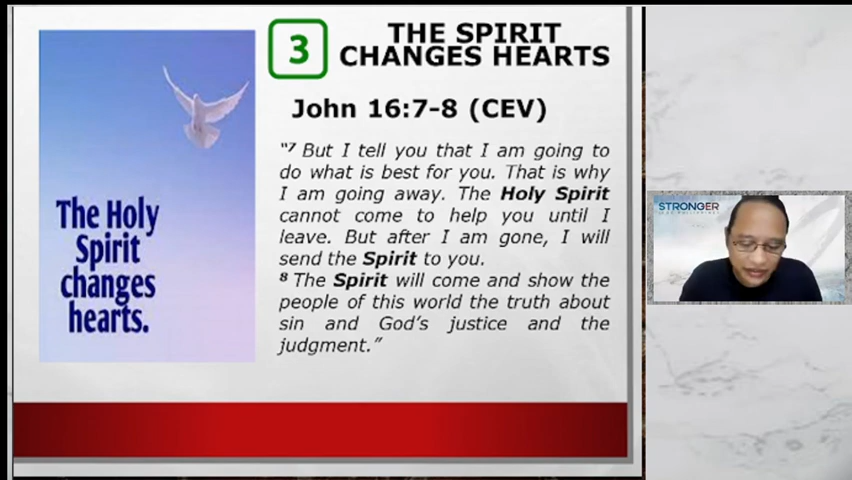 3
THE SPIRIT
CHANGES HEARTS
John 16:7-8 (CEV)
“7 But I tell you that I am going to
do what is best for you. That is why
I am going away. The Holy Spirit
cannot come to help you until I
leave. But after I am gone, I will
send the Spirit to you.
8 The Spirit will come and show the
people of this world the truth about
sin and God’s justice and the
judgment.”
The Holy
Spirit
changes
hearts.
STRONGER